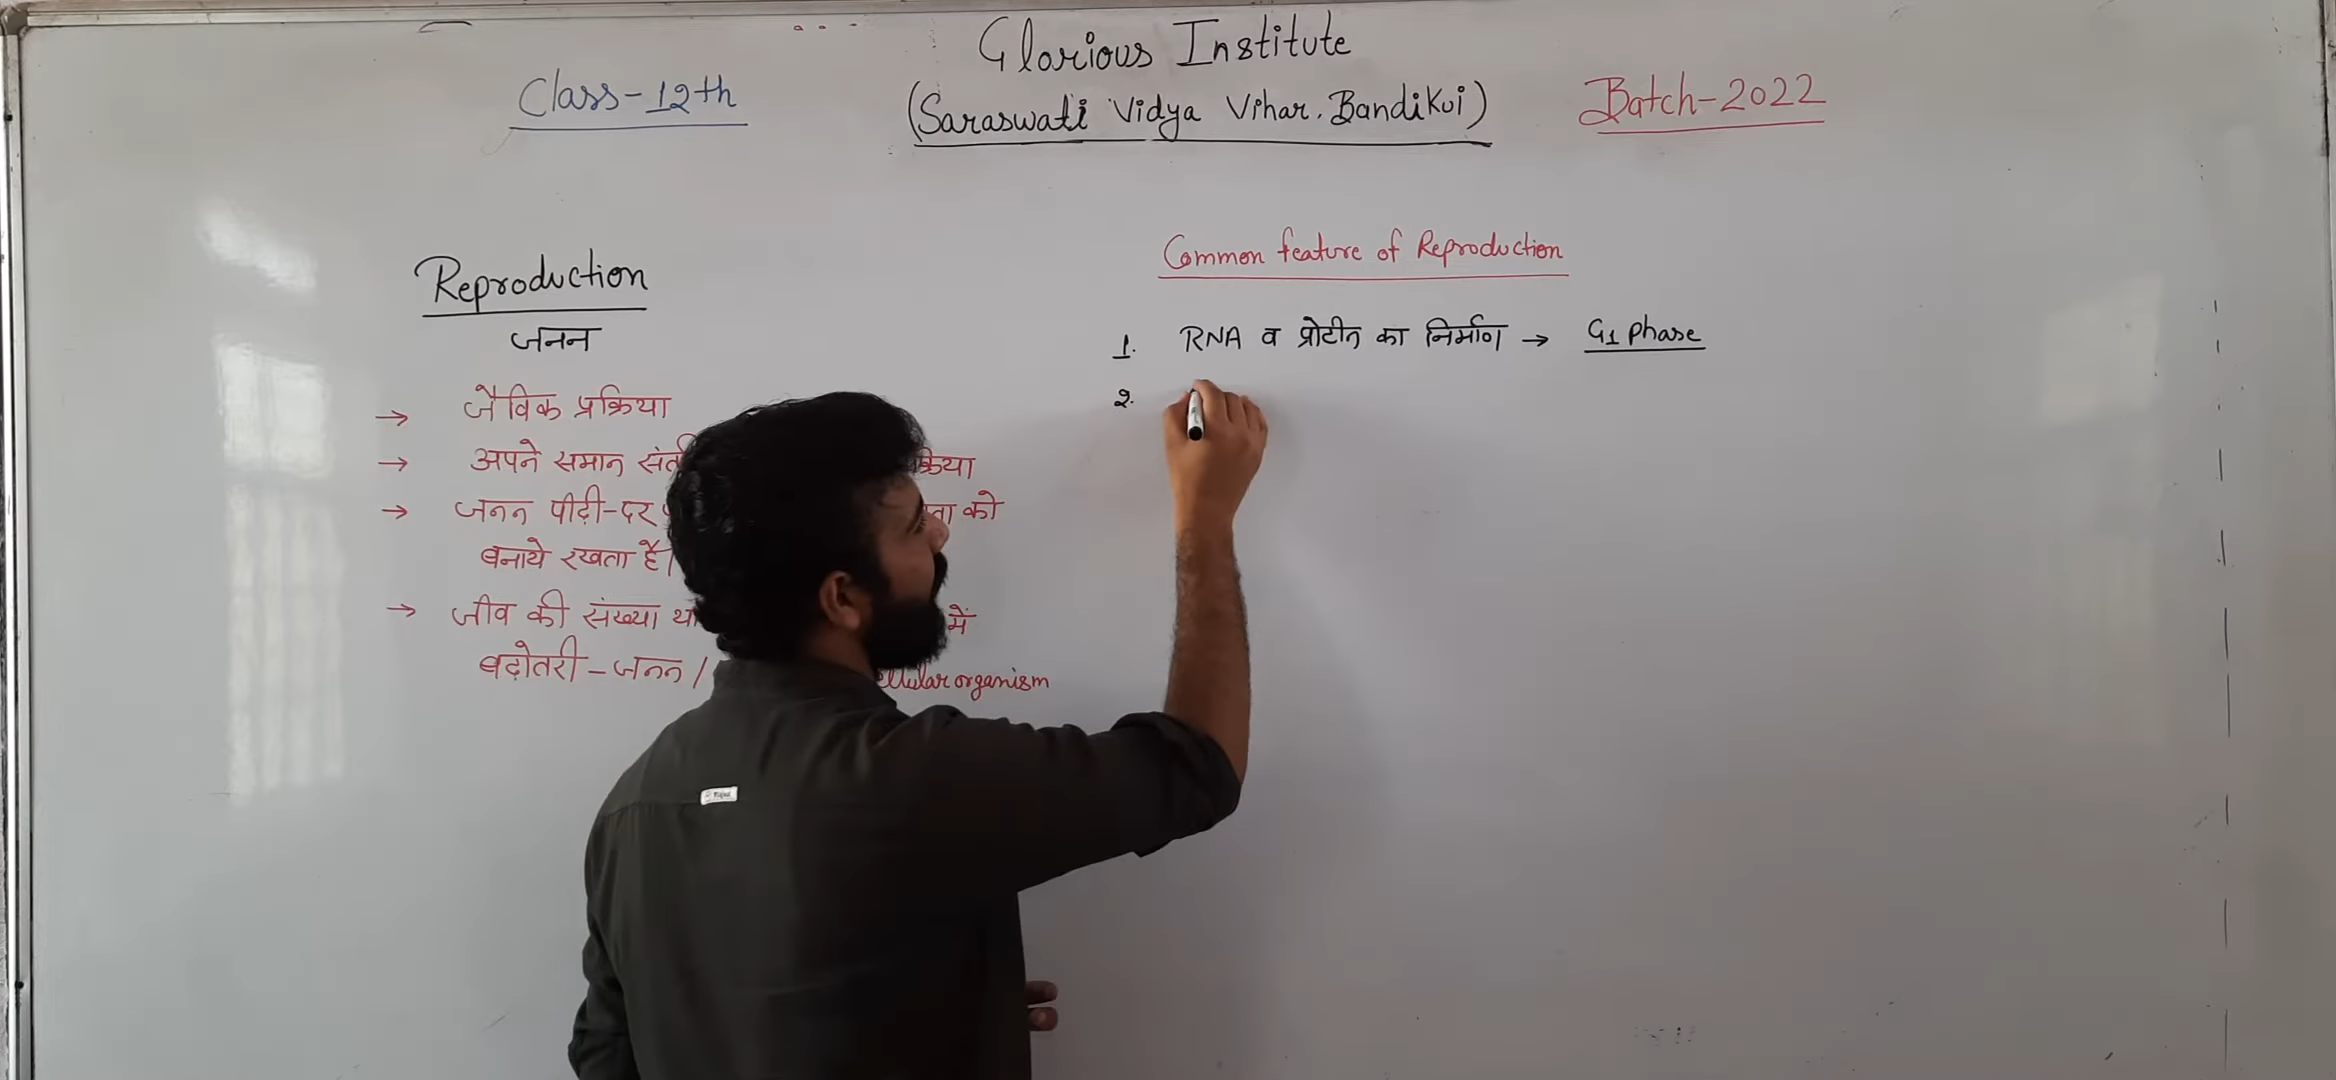 Glorious Institute
Class-12th
(Saraswati Vidya Vihar, Bandikui)
Batch-2022
Reproduction
जनन
→ जैविक प्रक्रिया
→ अपने समान
→ जनन पीढ़ी-दर को
बनाये रखता है।
→ जीव की संख्या में
बढ़ोतरी - जनन / organism
Common feature of Reproduction
1. RNA व प्रोटीन का निर्माण → G1 phase
2.